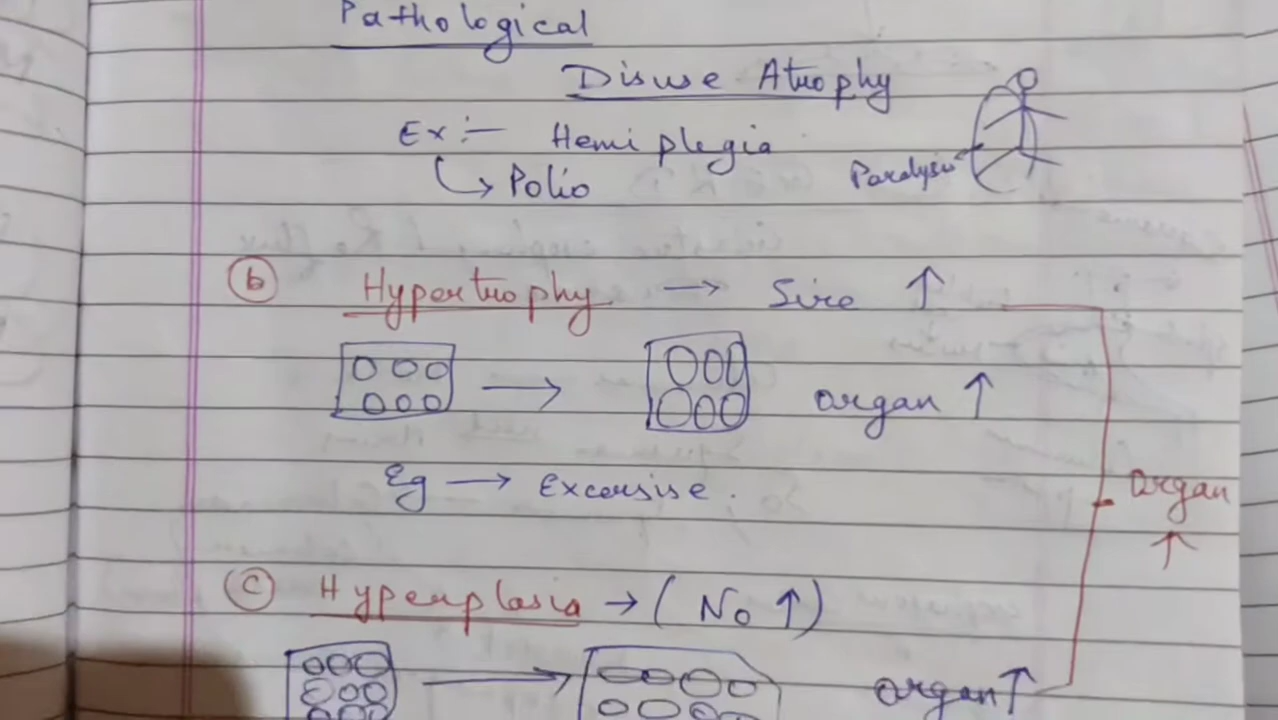 Pathological
Disuse Atrophy
Ex:- Hemiplegia
Polio
Paralysis
(b) Hypertrophy → Size ↑
→ organ ↑
Eg → Excersise.
Organ ↑
(c) Hyperplasia → (No ↑)
→ organ ↑